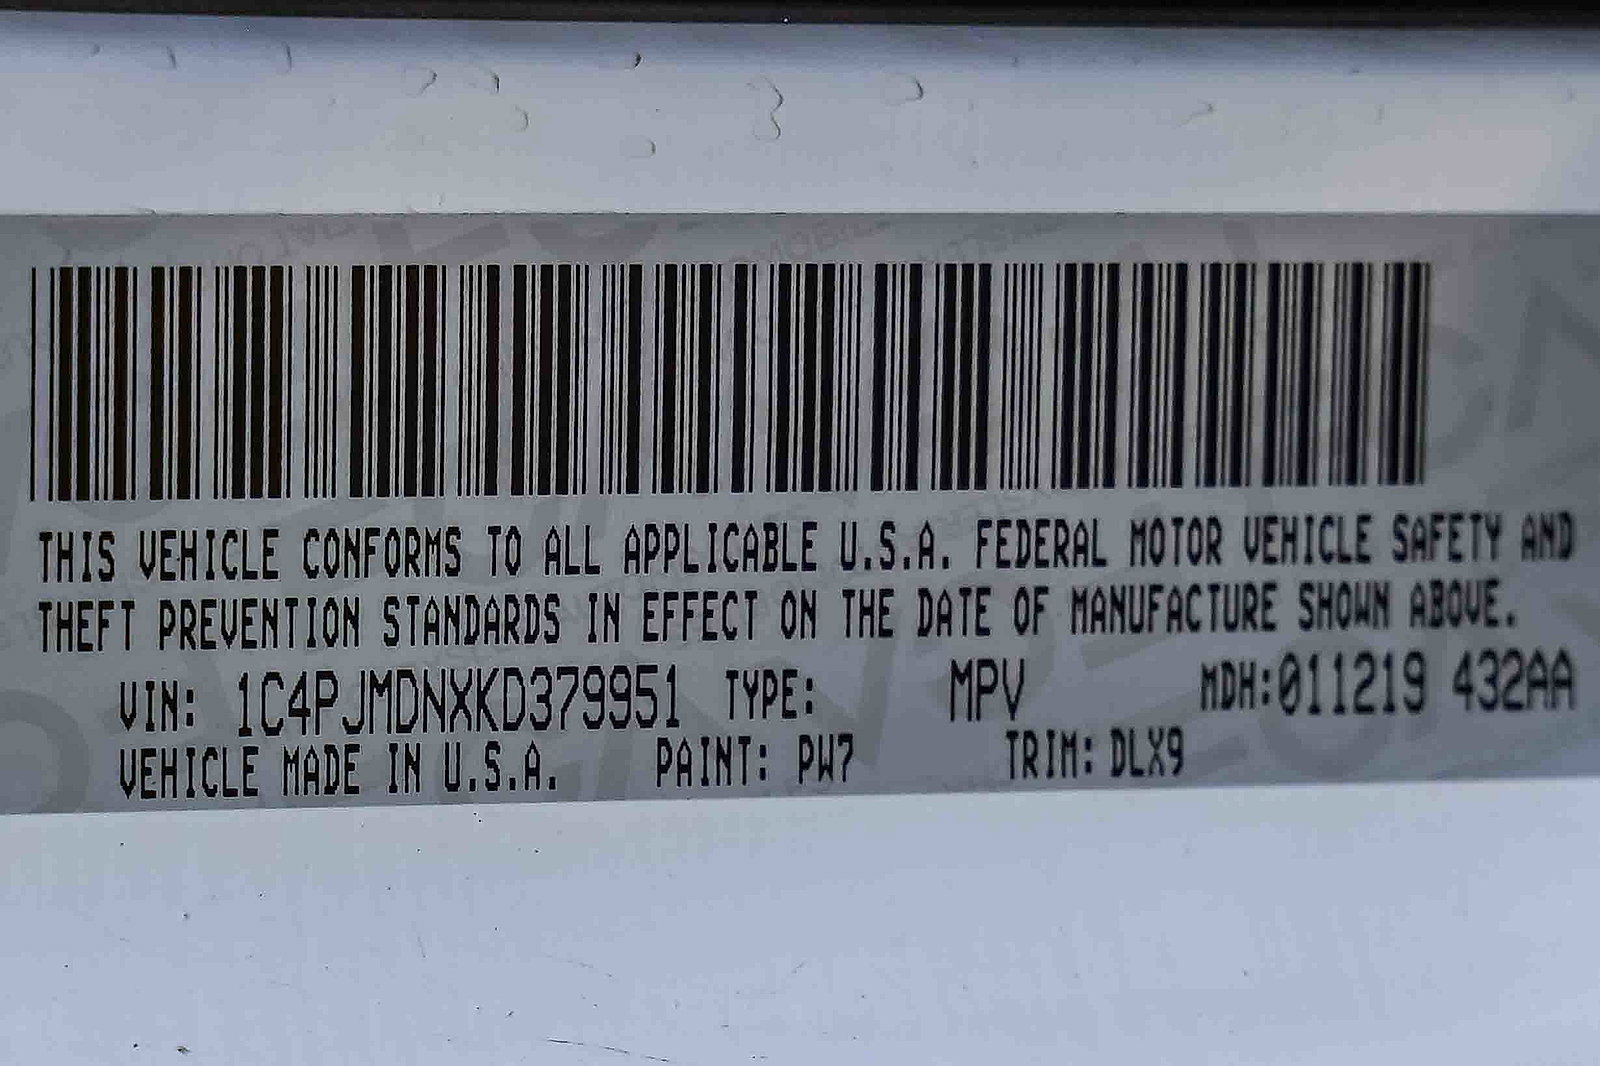 THIS VEHICLE CONFORMS TO ALL APPLICABLE U.S.A. FEDERAL MOTOR VEHICLE SAFETY AND
THEFT PREVENTION STANDARDS IN EFFECT ON THE DATE OF MANUFACTURE SHOWN ABOVE.
VIN: 1C4PJMDNXKD379951 TYPE: MPV MDH:011219 432AA
VEHICLE MADE IN U.S.A. PAINT: PW7 TRIM: DLX9